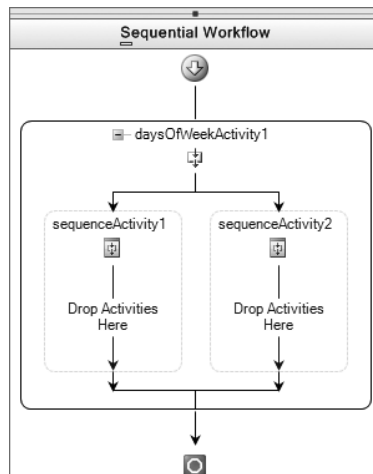 Sequential Workflow
daysOfWeekActivity1
sequenceActivity1
sequenceActivity2
Drop Activities
Here
Drop Activities
Here